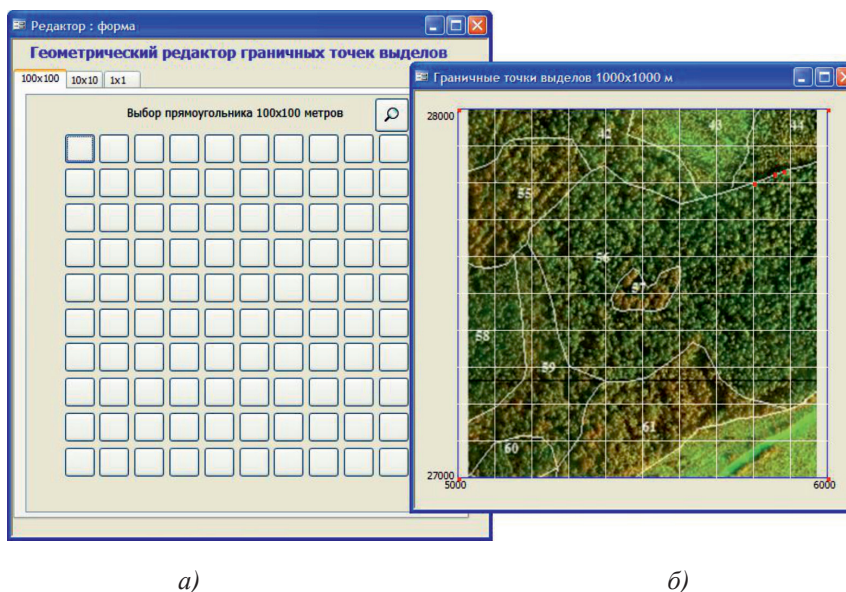 Редактор : форма
Геометрический редактор граничных точек выделов
100x100 10x10 1x1
Выбор прямоугольника 100x100 метров
Граничные точки выделов 1000x1000 м
28000
42 43 44
55
56
57
58
59
61
60
27000
5000 6000
а) б)